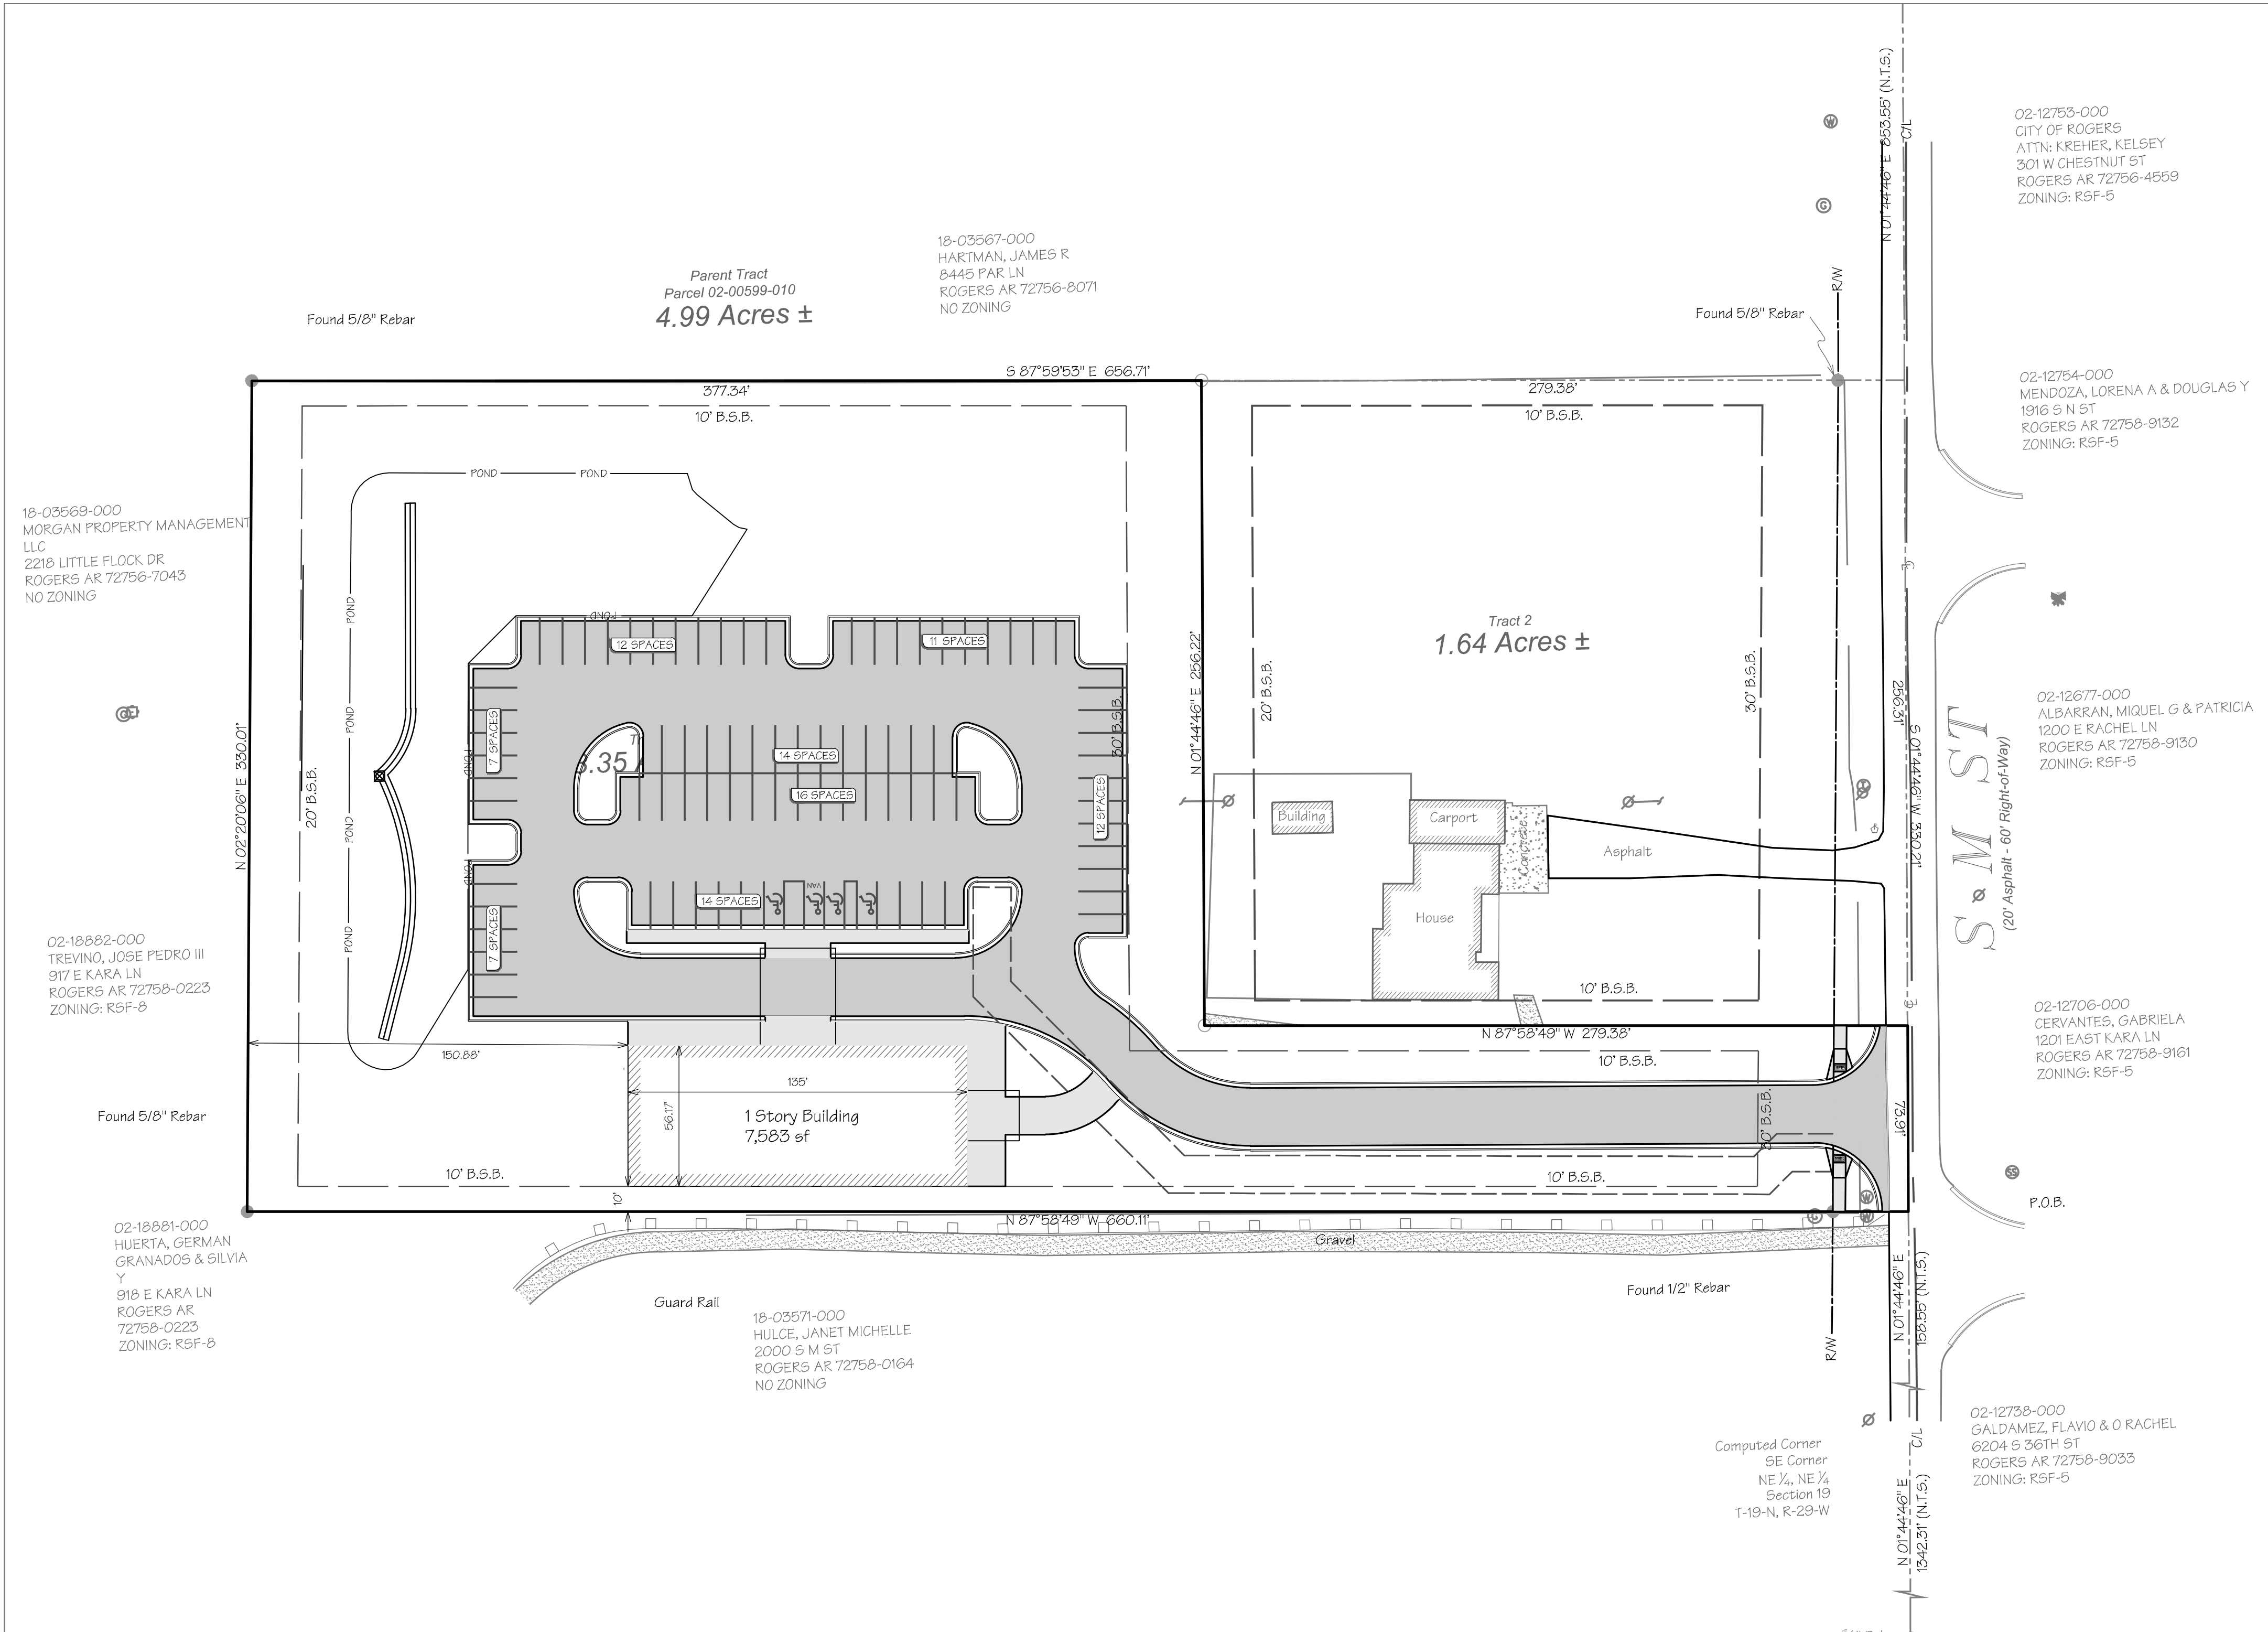 N 01°44'46" E 853.55' (N.T.S.)
C/L
02-12753-000
CITY OF ROGERS
ATTN: KREHER, KELSEY
301 W CHESTNUT ST
ROGERS AR 72756-4559
ZONING: RSF-5
W
G
18-03567-000
HARTMAN, JAMES R
8445 PAR LN
ROGERS AR 72756-8071
NO ZONING
Parent Tract
Parcel 02-00599-010
4.99 Acres ±
Found 5/8" Rebar
Found 5/8" Rebar
R/W
S 87°59'53" E 656.71'
377.34'
10' B.S.B.
279.38'
10' B.S.B.
02-12754-000
MENDOZA, LORENA A & DOUGLAS Y
1916 S N ST
ROGERS AR 72758-9132
ZONING: RSF-5
POND
POND
18-03569-000
MORGAN PROPERTY MANAGEMENT
LLC
2218 LITTLE FLOCK DR
ROGERS AR 72756-7043
NO ZONING
POND
POND
POND
POND
POND
POND
POND
12 SPACES
11 SPACES
7 SPACES
14 SPACES
16 SPACES
12 SPACES
7 SPACES
14 SPACES
VAN
3.35
30' B.S.B.
N 01°44'46" E 256.22'
20' B.S.B.
Tract 2
1.64 Acres ±
30' B.S.B.
256.31'
S 01°44'46" W 330.21'
S M ST
(20' Asphalt - 60' Right-of-Way)
02-12677-000
ALBARRAN, MIQUEL G & PATRICIA
1200 E RACHEL LN
ROGERS AR 72758-9130
ZONING: RSF-5
N 02°20'06" E 330.01'
20' B.S.B.
Building
Carport
Concrete
Asphalt
House
10' B.S.B.
N 87°58'49" W 279.38'
10' B.S.B.
02-18882-000
TREVINO, JOSE PEDRO III
917 E KARA LN
ROGERS AR 72758-0223
ZONING: RSF-8
02-12706-000
CERVANTES, GABRIELA
1201 EAST KARA LN
ROGERS AR 72758-9161
ZONING: RSF-5
150.88'
135'
56.17'
1 Story Building
7,583 sf
30' B.S.B.
73.91'
Found 5/8" Rebar
10' B.S.B.
10' B.S.B.
10'
SS
P.O.B.
W
G
W
N 87°58'49" W 660.11'
Gravel
02-18881-000
HUERTA, GERMAN
GRANADOS & SILVIA
Y
918 E KARA LN
ROGERS AR
72758-0223
ZONING: RSF-8
Guard Rail
Found 1/2" Rebar
18-03571-000
HULCE, JANET MICHELLE
2000 S M ST
ROGERS AR 72758-0164
NO ZONING
R/W
N 01°44'46" E
158.55' (N.T.S.)
C/L
Computed Corner
SE Corner
NE ¼, NE ¼
Section 19
T-19-N, R-29-W
02-12738-000
GALDAMEZ, FLAVIO & O RACHEL
6204 S 36TH ST
ROGERS AR 72758-9033
ZONING: RSF-5
N 01°44'46" E
1342.31' (N.T.S.)